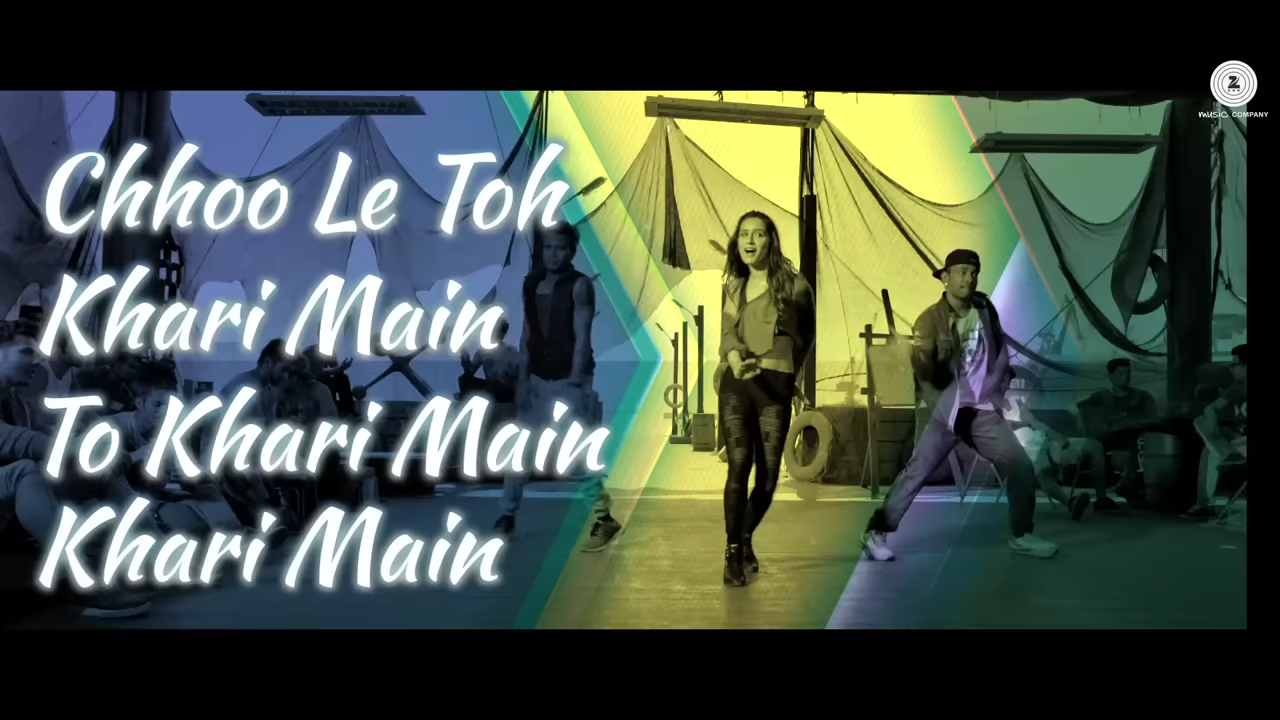 Chhoo Le Toh
Khari Main
To Khari Main
Khari Main
Z
MUSIC COMPANY